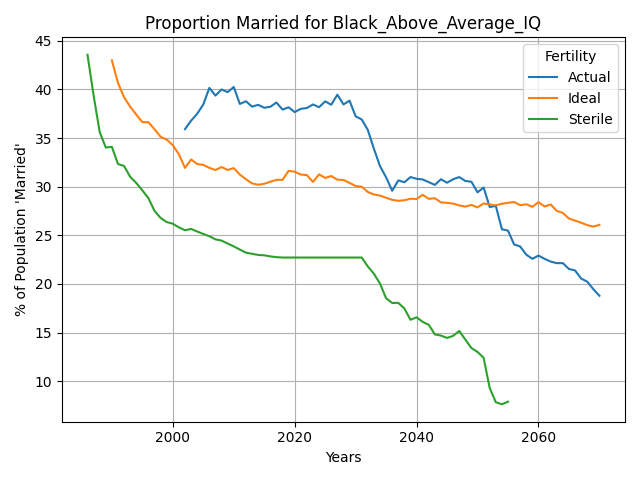 Proportion Married for Black_Above_Average_IQ
% of Population 'Married'
45
40
35
30
25
20
15
10
Fertility
Actual
Ideal
Sterile
2000 2020 2040 2060
Years